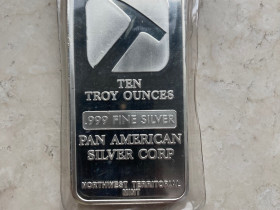 TEN
TROY OUNCES
.999 FINE SILVER
PAN AMERICAN
SILVER CORP
NORTHWEST TERRITORIAL
MINT